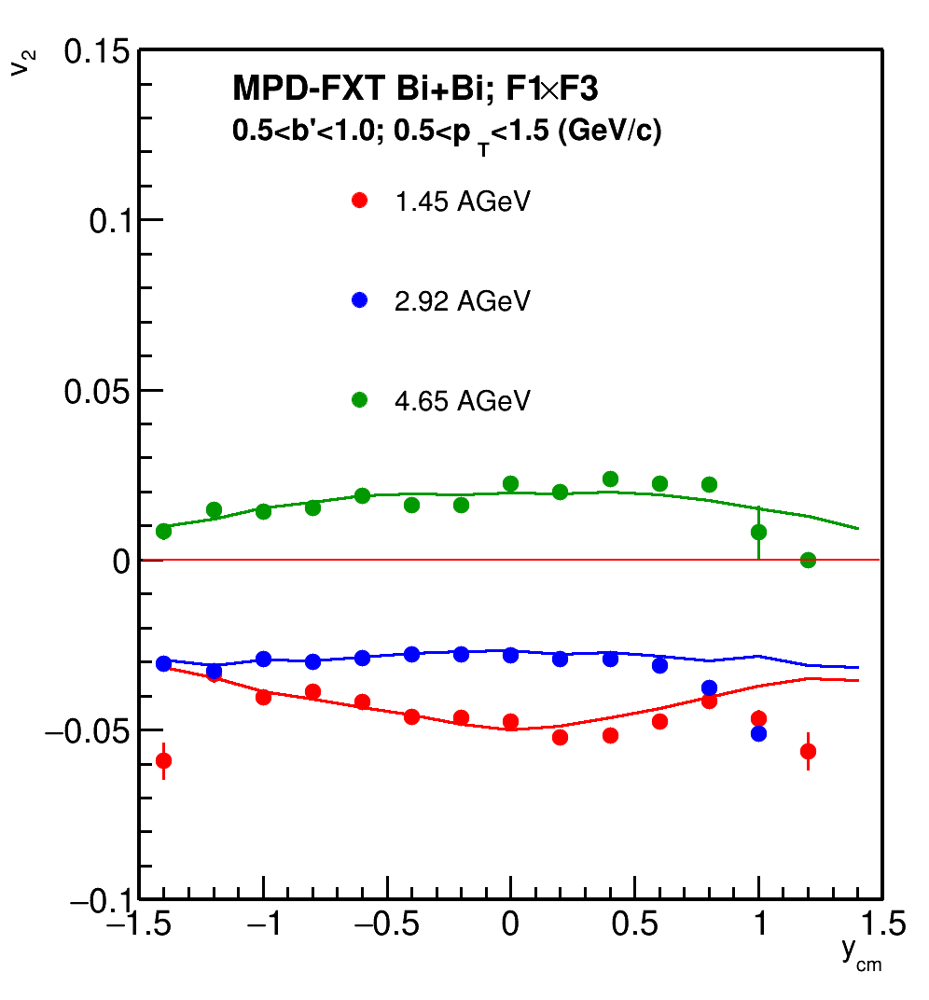 v2
0.15
MPD-FXT Bi+Bi; F1×F3
0.5<b'<1.0; 0.5<p T<1.5 (GeV/c)
1.45 AGeV
0.1
2.92 AGeV
0.05
4.65 AGeV
0
−0.05
−0.1
−1.5 −1 −0.5 0 0.5 1 1.5
ycm